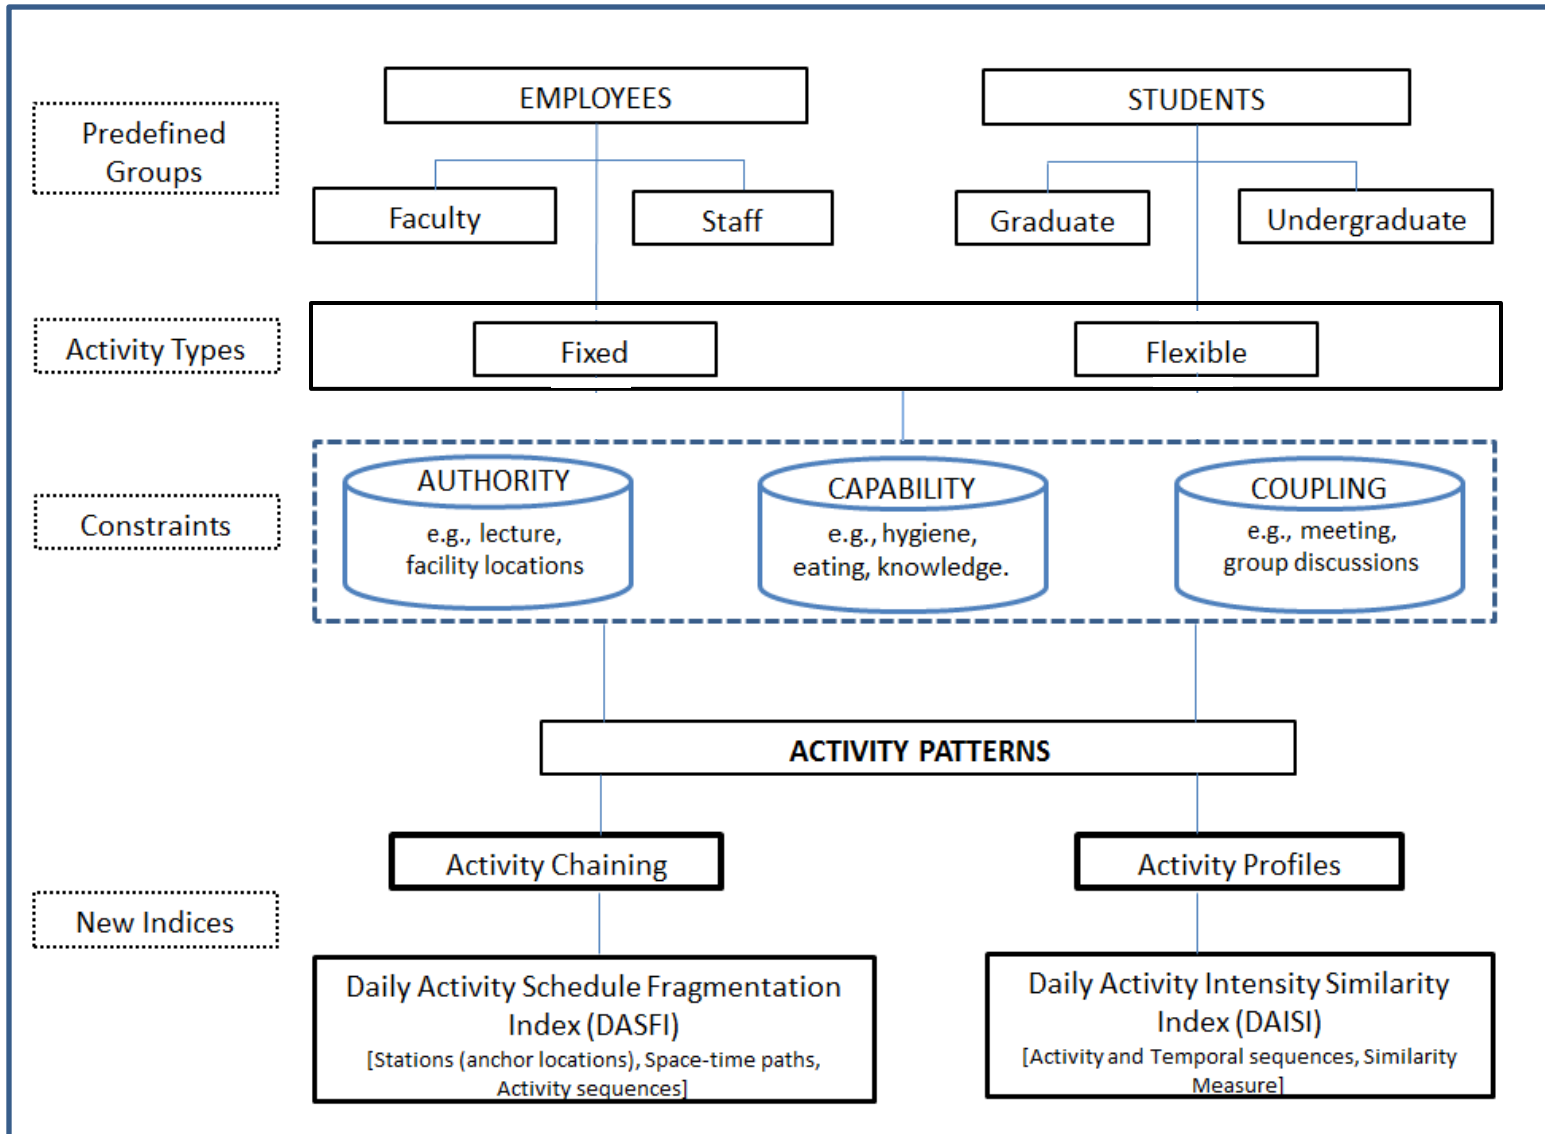 EMPLOYEES
STUDENTS
Predefined
Groups
Faculty
Staff
Graduate
Undergraduate
Activity Types
Fixed
Flexible
Constraints
AUTHORITY
e.g., lecture,
facility locations
CAPABILITY
e.g., hygiene,
eating, knowledge.
COUPLING
e.g., meeting,
group discussions
ACTIVITY PATTERNS
Activity Chaining
Activity Profiles
New Indices
Daily Activity Schedule Fragmentation
Index (DASFI)
[Stations (anchor locations), Space-time paths,
Activity sequences]
Daily Activity Intensity Similarity
Index (DAISI)
[Activity and Temporal sequences, Similarity
Measure]